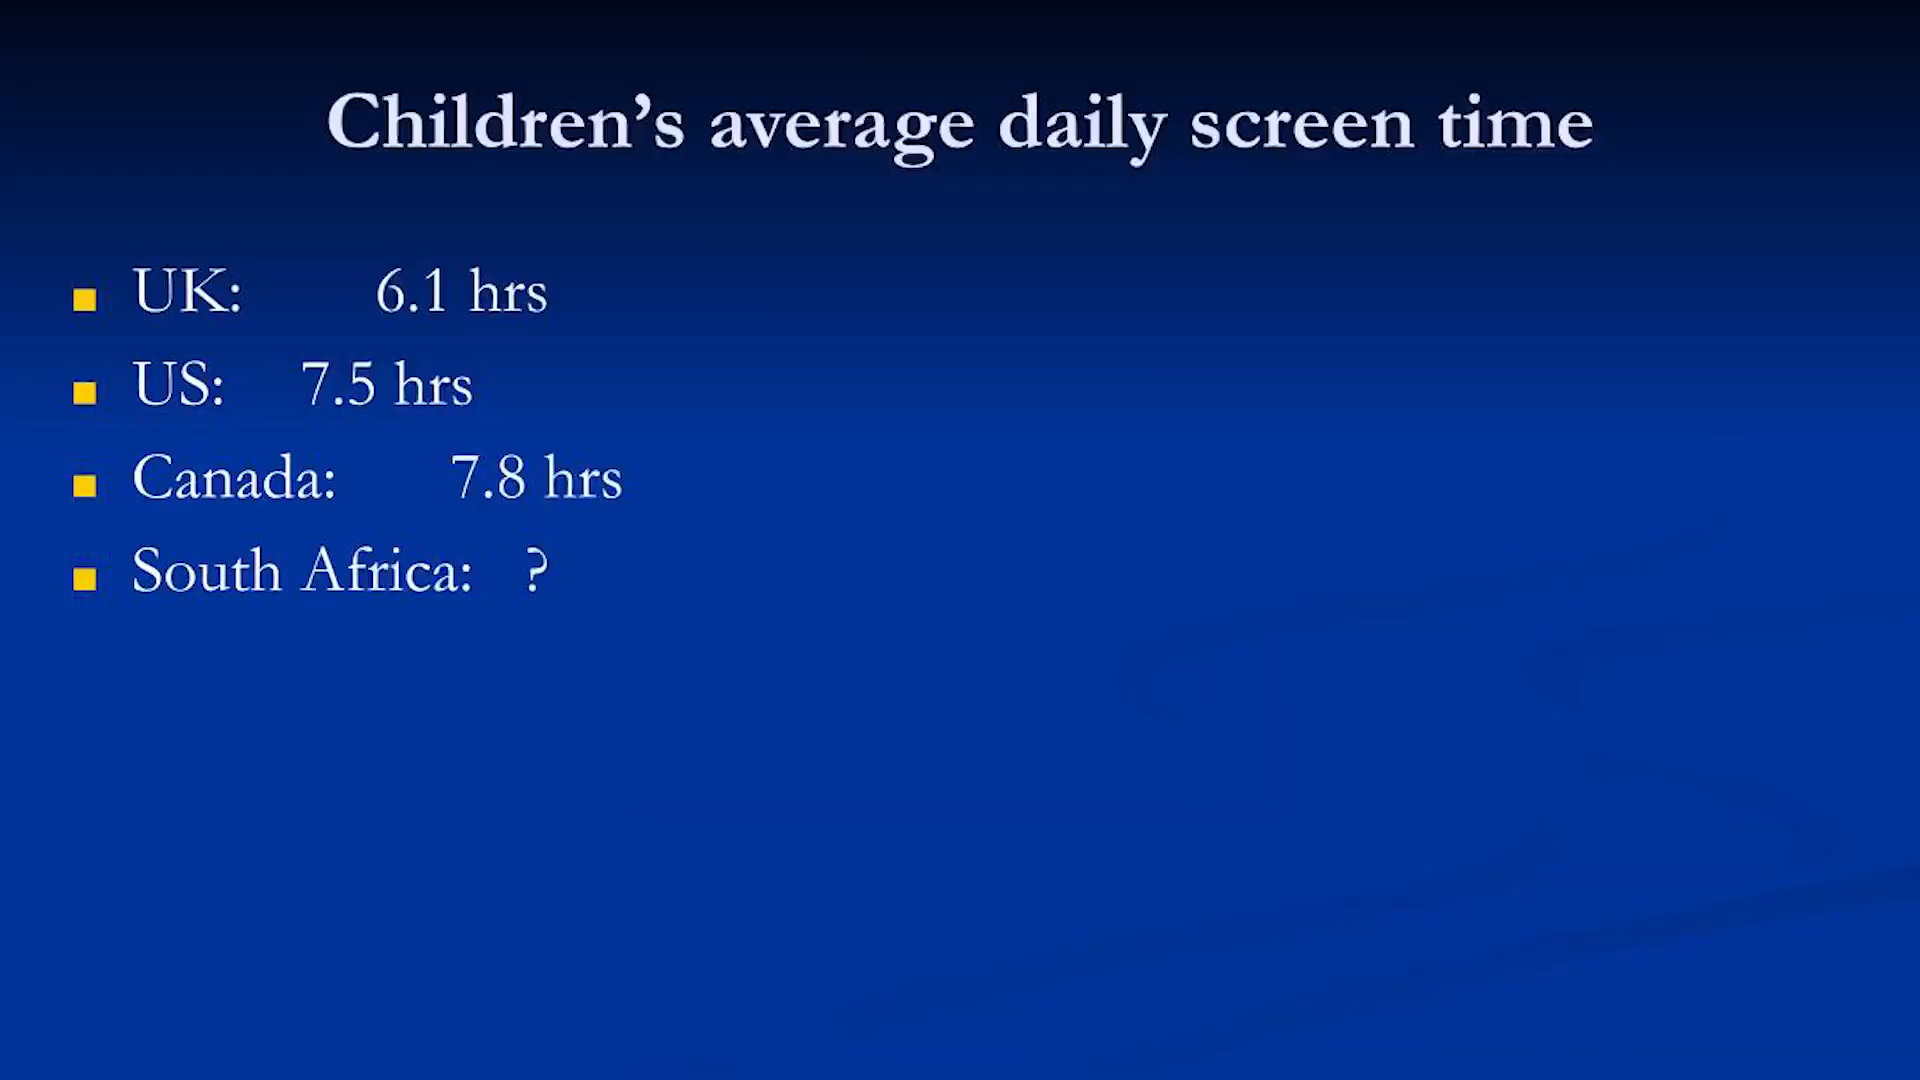 Children’s average daily screen time
UK: 6.1 hrs
US: 7.5 hrs
Canada: 7.8 hrs
South Africa: ?